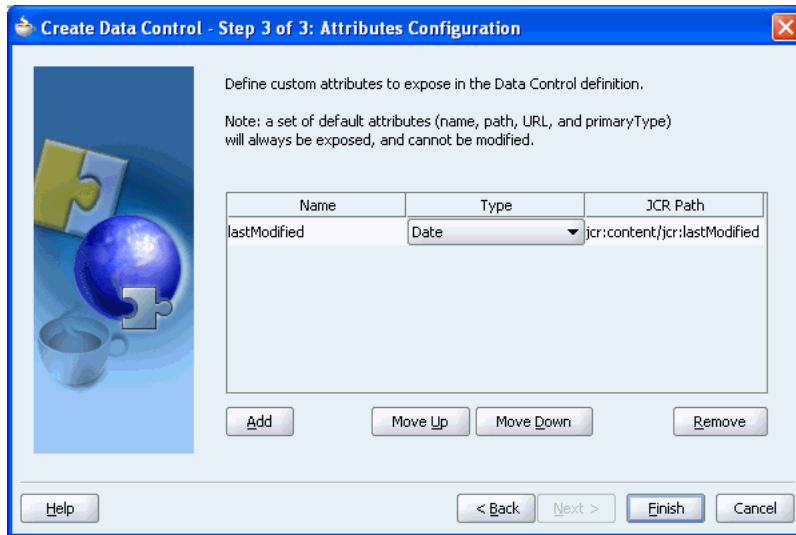 Create Data Control - Step 3 of 3: Attributes Configuration
Define custom attributes to expose in the Data Control definition.
Note: a set of default attributes (name, path, URL, and primaryType)
will always be exposed, and cannot be modified.
Name Type JCR Path
lastModified Date jcr:content/jcr:lastModified
Add Move Up Move Down Remove
Help < Back Next > Finish Cancel